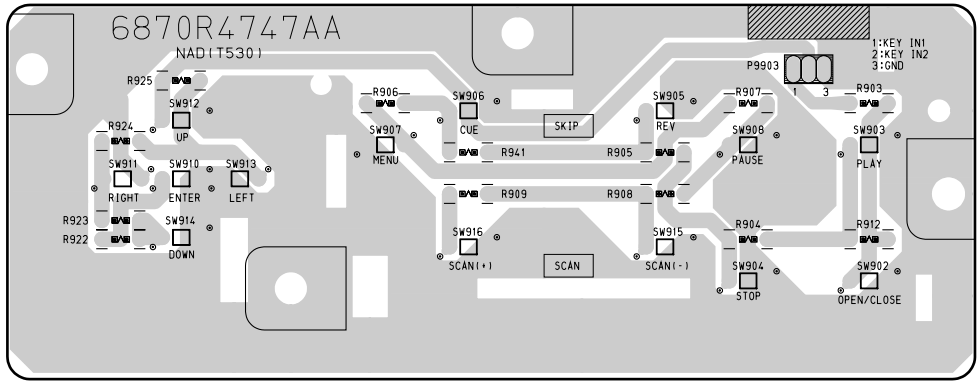 6870R4747AA
NAD(T530)
1:KEY IN1
2:KEY IN2
3:GND
P9903
1 3
R925
SW912
UP
R924
SW911
RIGHT
SW910
ENTER
SW913
LEFT
R923
R922
SW914
DOWN
R906
SW907
MENU
SW906
CUE
SKIP
R941
R905
SW905
REV
R907
SW908
PAUSE
R903
SW903
PLAY
R909
R908
SW916
SCAN(+)
SCAN
SW915
SCAN(-)
R904
SW904
STOP
R912
SW902
OPEN/CLOSE